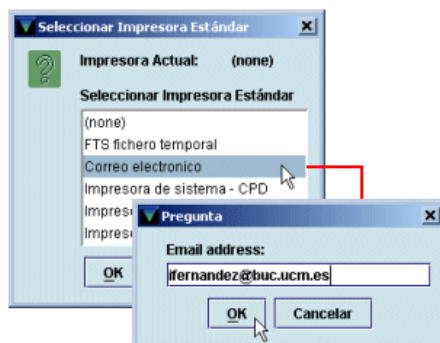 Seleccionar Impresora Estándar
Impresora Actual: (none)
Seleccionar Impresora Estándar
(none)
FTS fichero temporal
Correo electronico
Impresora de sistema - CPD
OK
Pregunta
Email address:
ifernandez@buc.ucm.es
OK Cancelar